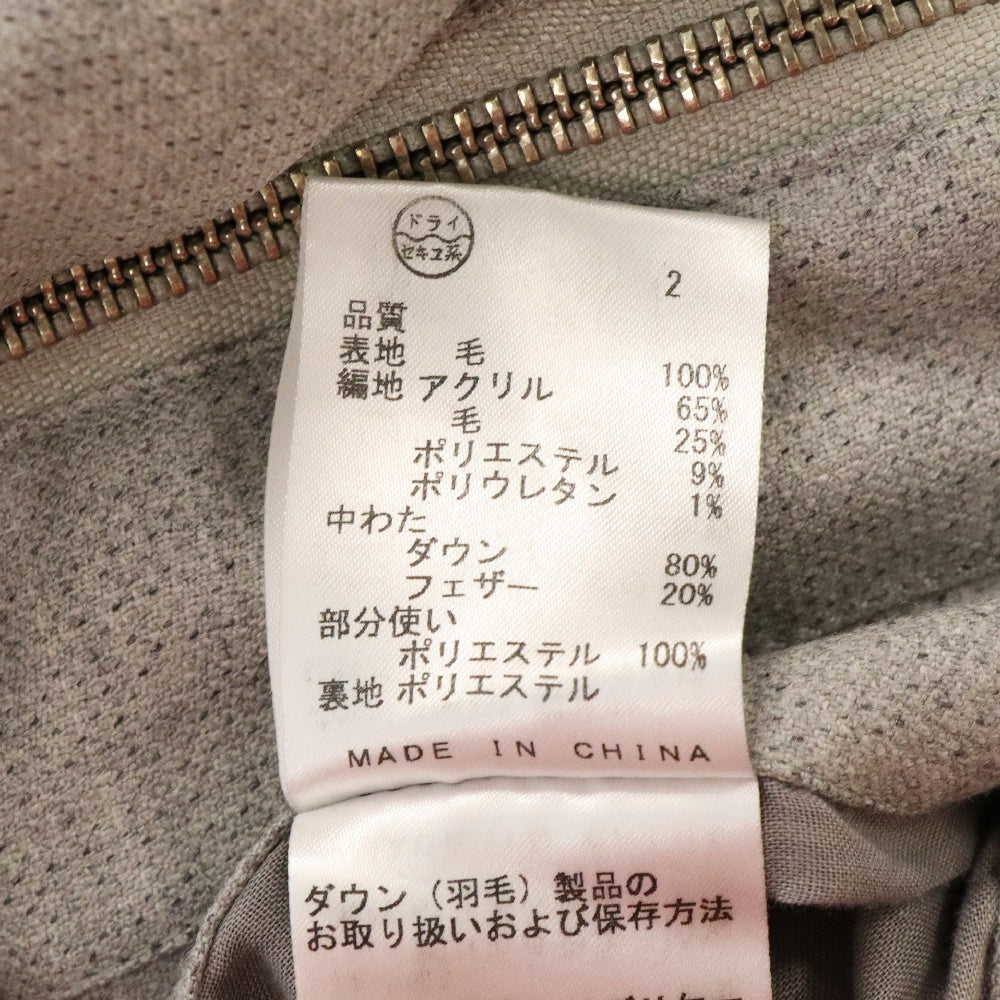 ドライ
セキユ系
2
品質
表地 毛 100%
編地 アクリル 65%
毛 25%
ポリエステル 9%
ポリウレタン 1%
中わた
ダウン 80%
フェザー 20%
部分使い
ポリエステル 100%
裏地 ポリエステル
MADE IN CHINA
ダウン(羽毛)製品の
お取り扱いおよび保存方法